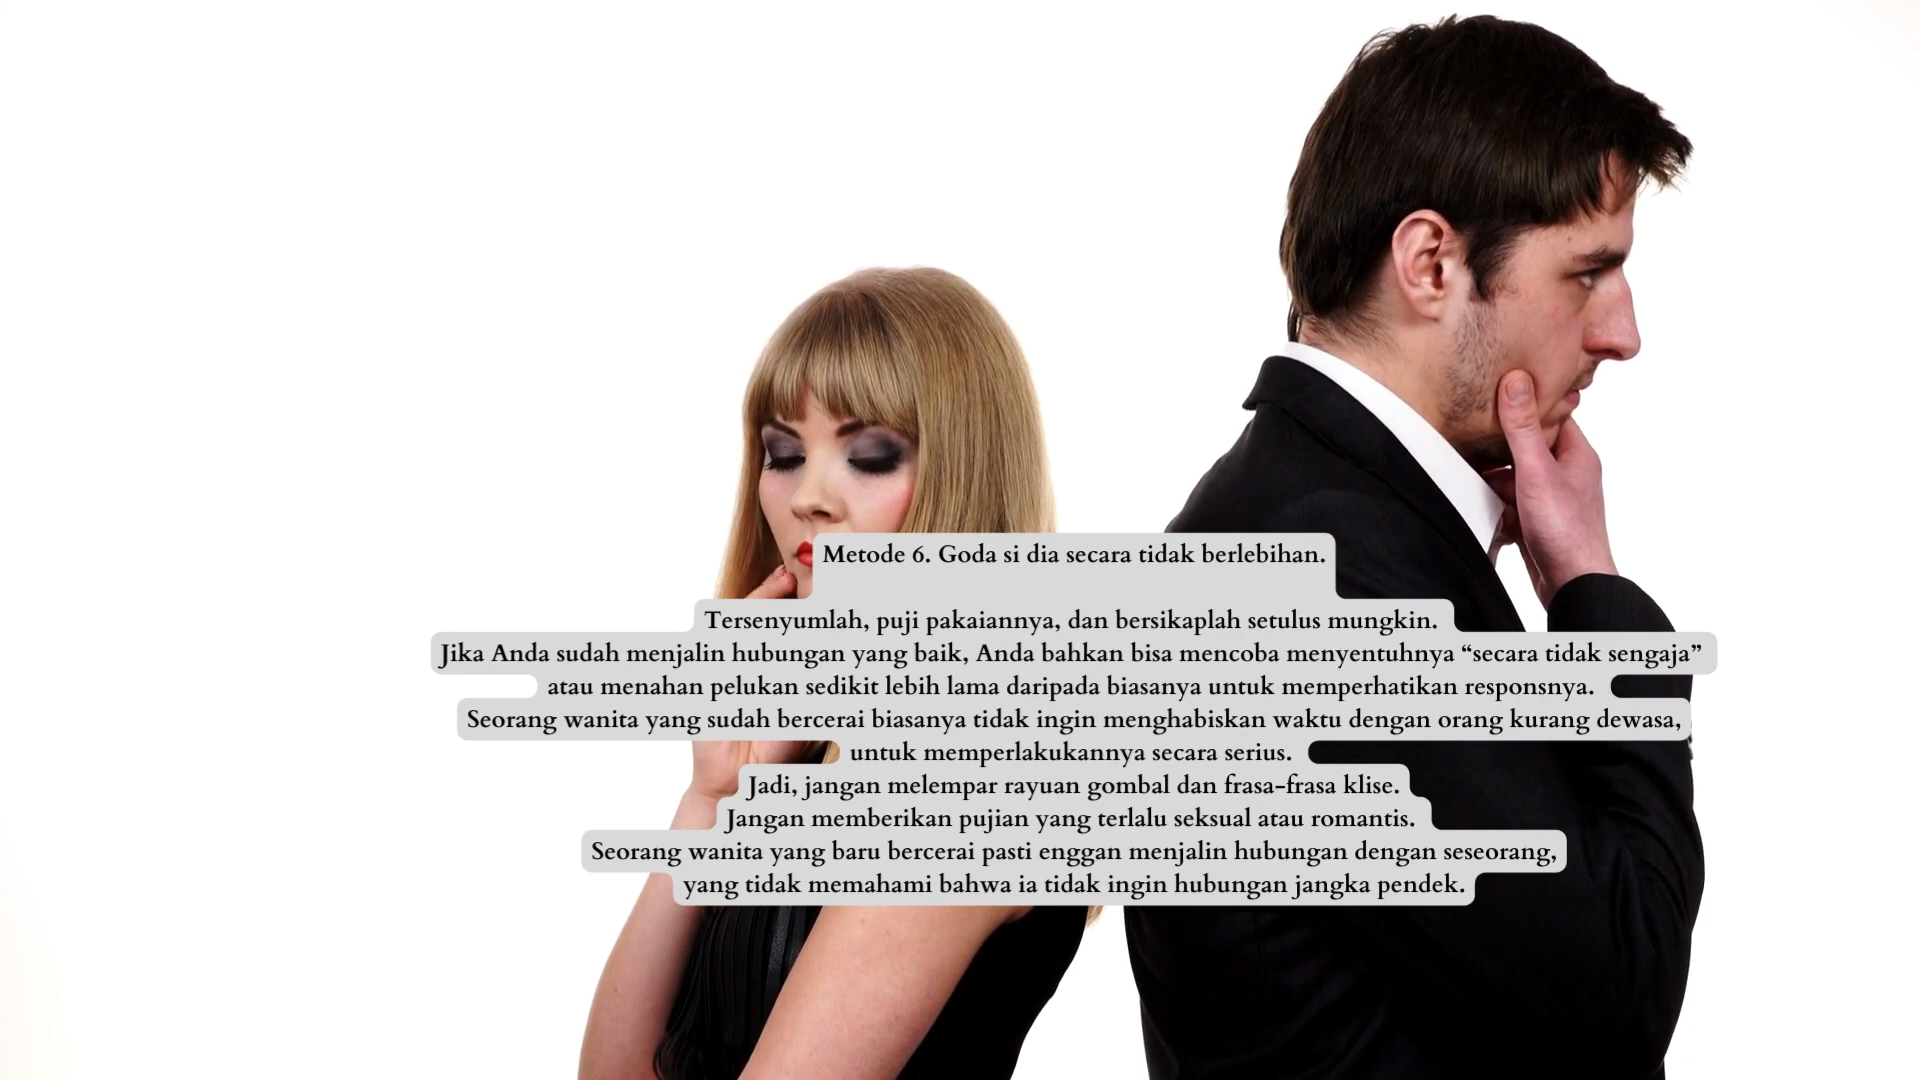 Metode 6. Goda si dia secara tidak berlebihan.
Tersenyumlah, puji pakaiannya, dan bersikaplah setulus mungkin.
Jika Anda sudah menjalin hubungan yang baik, Anda bahkan bisa mencoba menyentuhnya “secara tidak sengaja”
atau menahan pelukan sedikit lebih lama daripada biasanya untuk memperhatikan responsnya.
Seorang wanita yang sudah bercerai biasanya tidak ingin menghabiskan waktu dengan orang kurang dewasa,
untuk memperlakukannya secara serius.
Jadi, jangan melempar rayuan gombal dan frasa-frasa klise.
Jangan memberikan pujian yang terlalu seksual atau romantis.
Seorang wanita yang baru bercerai pasti enggan menjalin hubungan dengan seseorang,
yang tidak memahami bahwa ia tidak ingin hubungan jangka pendek.